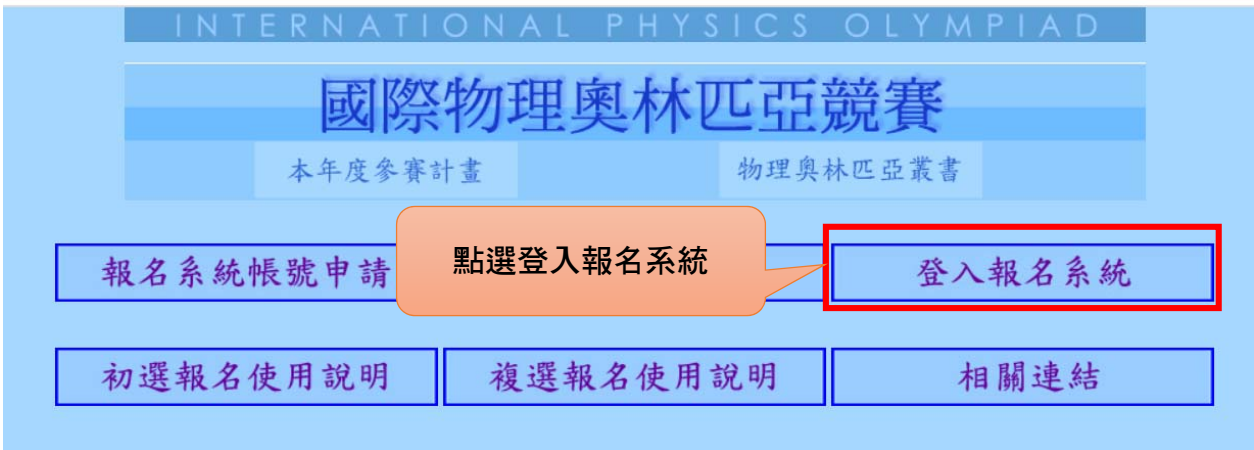 INTERNATIONAL PHYSICS OLYMPIAD
國際物理奧林匹亞競賽
本年度參賽計畫
物理奧林匹亞叢書
報名系統帳號申請
點選登入報名系統
登入報名系統
初選報名使用說明
複選報名使用說明
相關連結